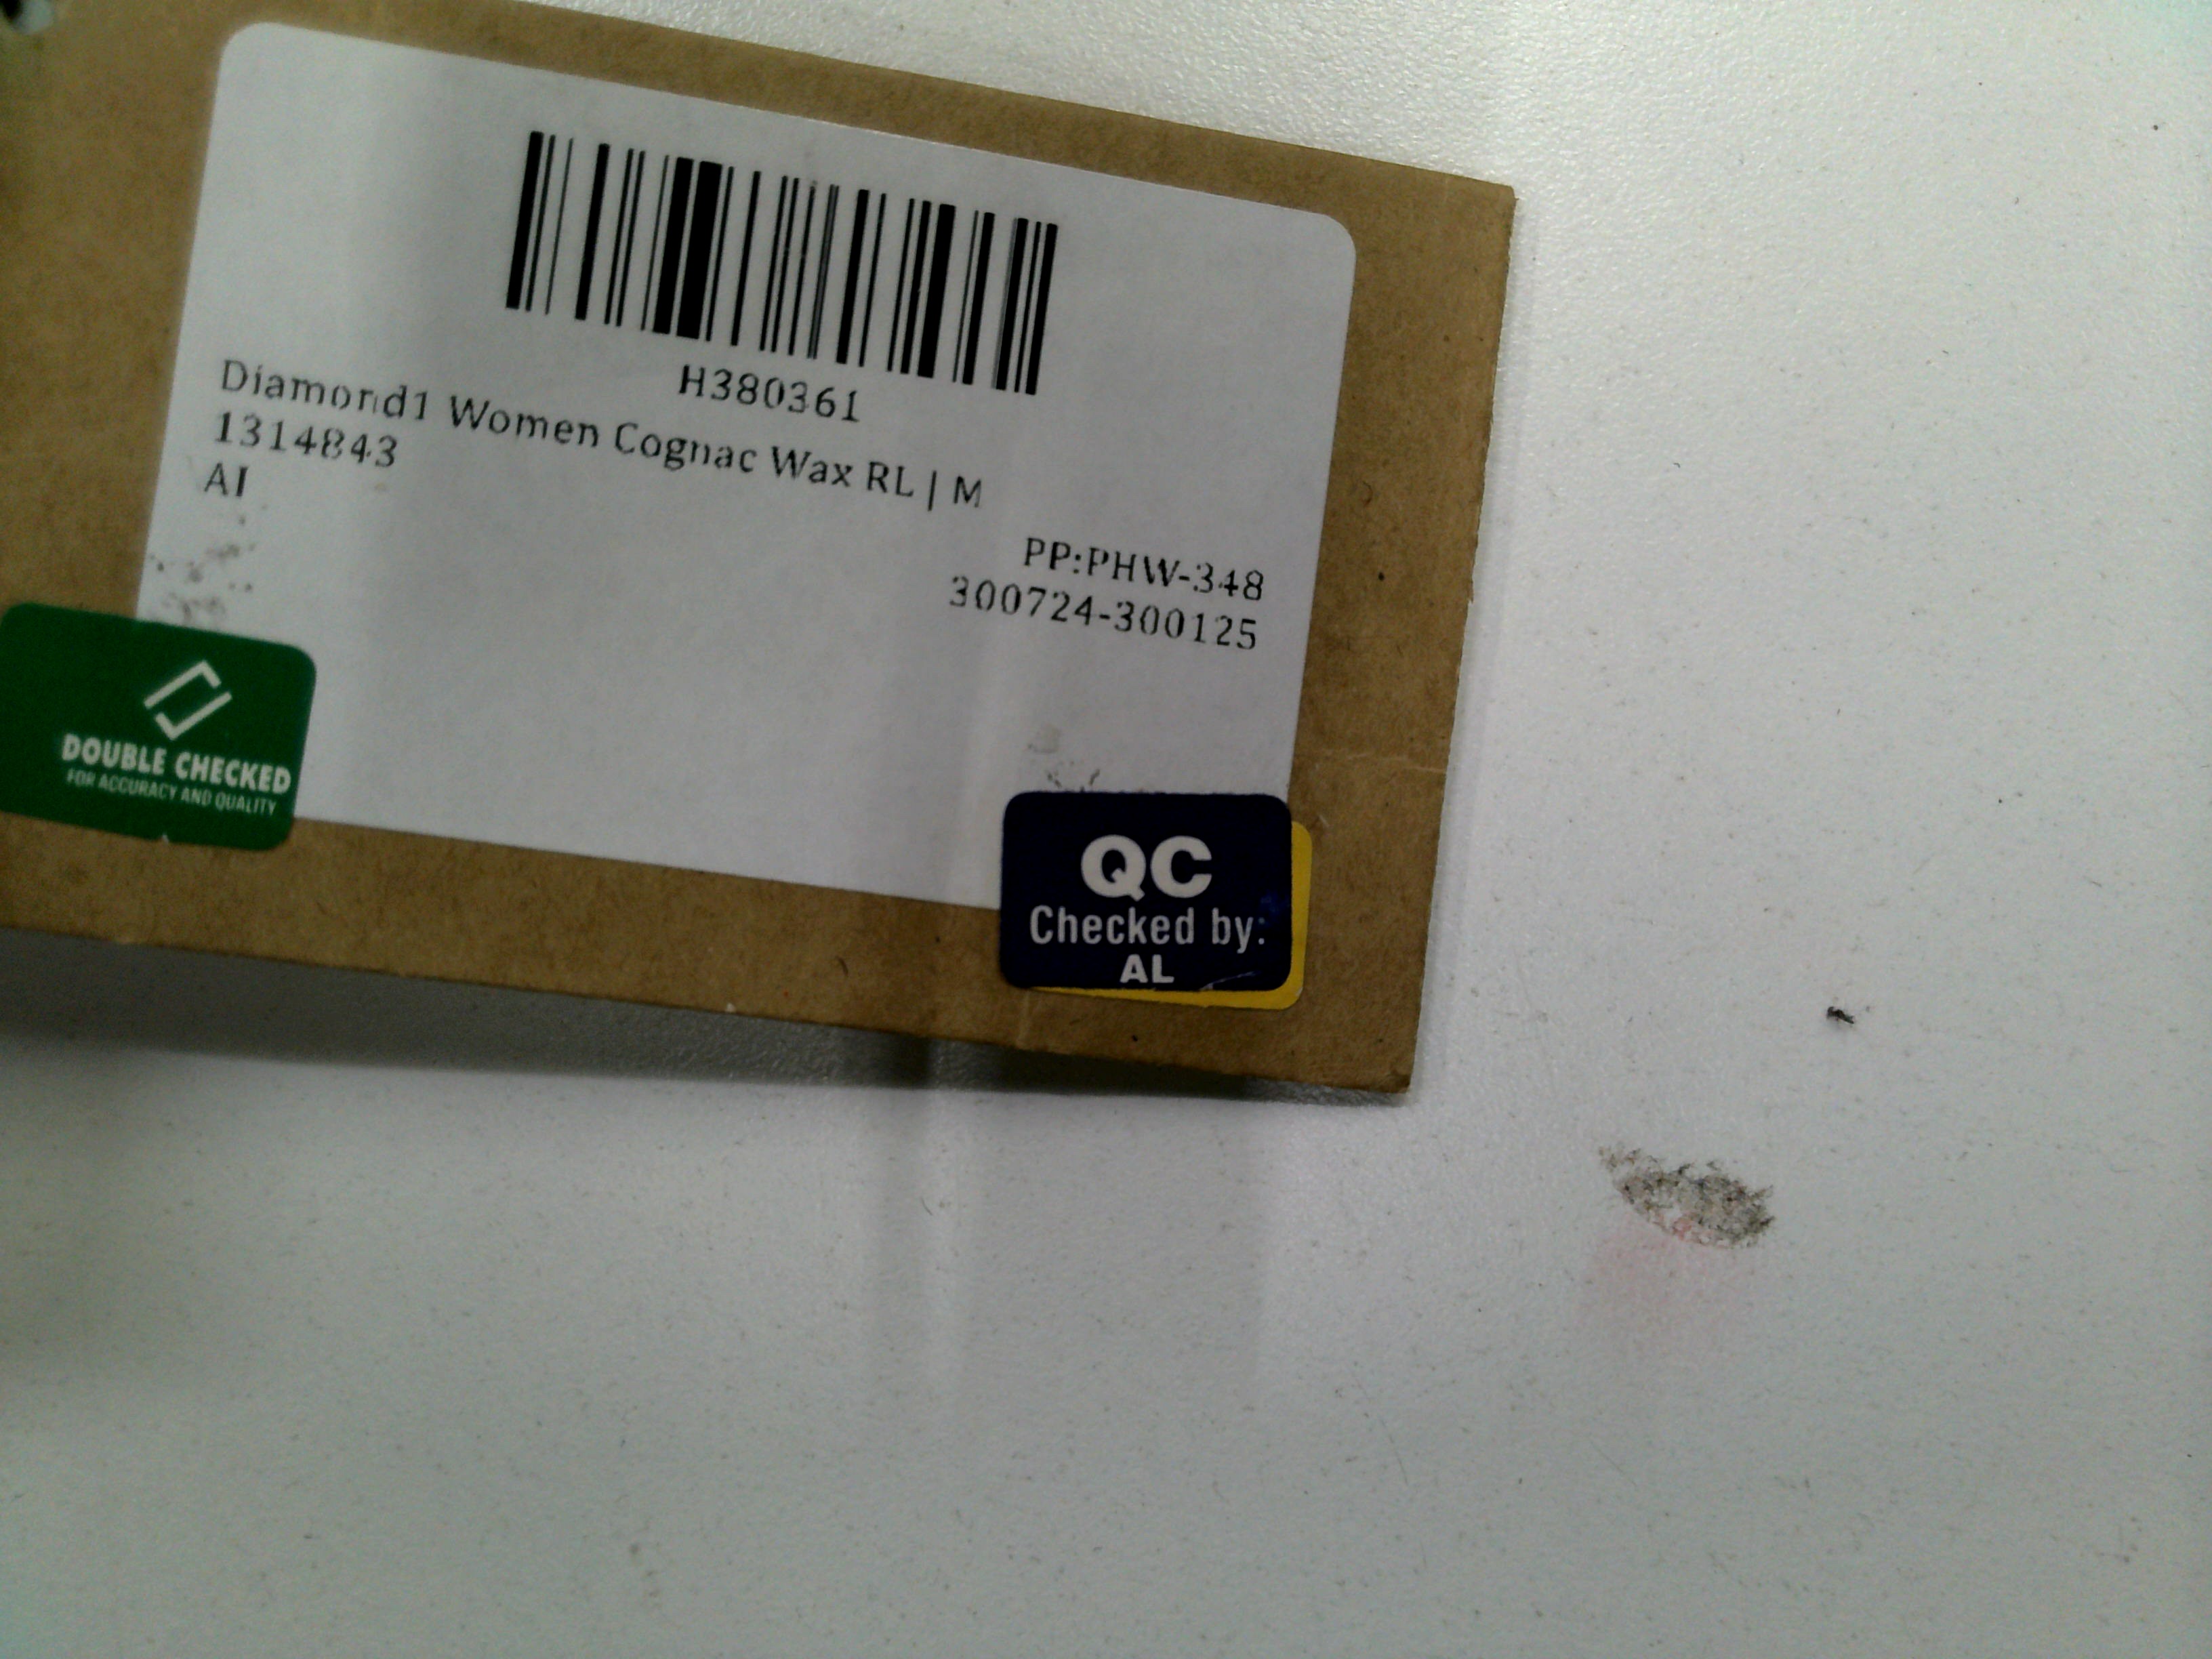 H380361
Diamond1 Women Cognac Wax RL | M
1314843
AI
PP:PHW-348
300724-300125
DOUBLE CHECKED
FOR ACCURACY AND QUALITY
QC
Checked by:
AL